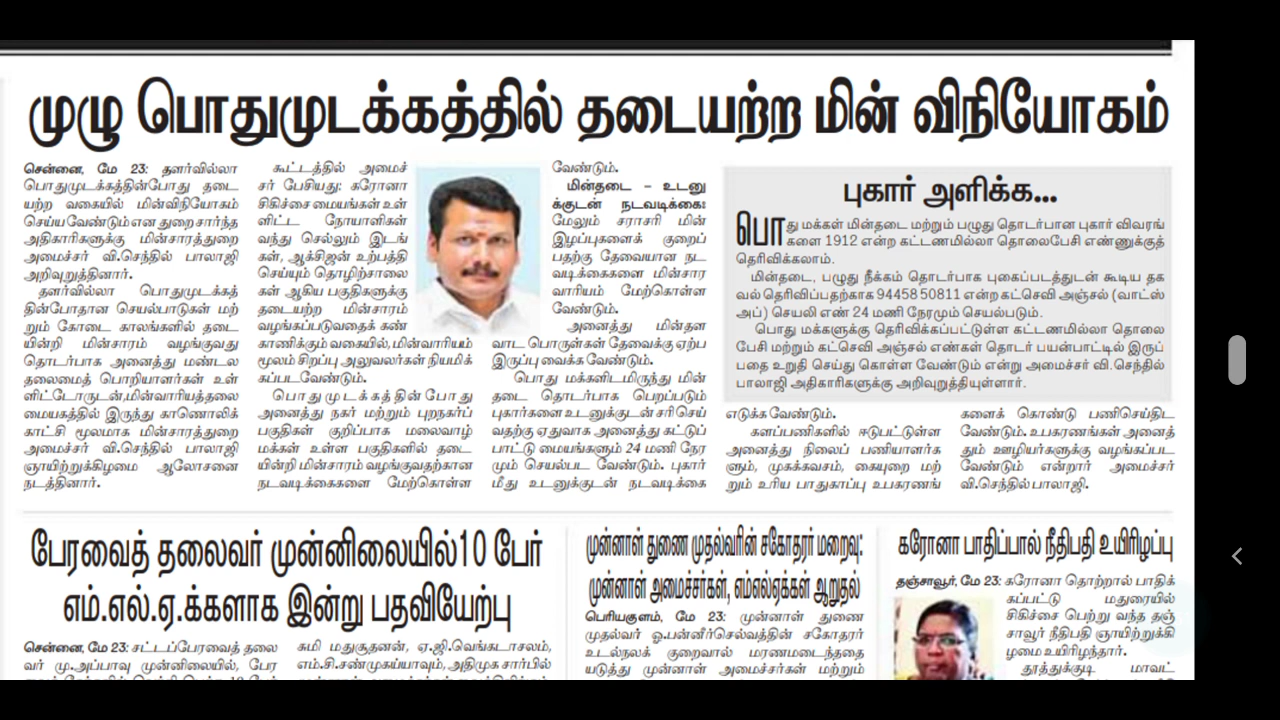 முழு பொதுமுடக்கத்தில் தடையற்ற மின் விநியோகம்
சென்னை, மே 23: தளர்வில்லா
பொதுமுடக்கத்தின்போது தடை
யற்ற வகையில் மின்விநியோகம்
செய்ய வேண்டும் என துறை சார்ந்த
அதிகாரிகளுக்கு மின்சாரத்துறை
அமைச்சர் வி.செந்தில் பாலாஜி
அறிவுறுத்தினார்.
தளர்வில்லா பொதுமுடக்கத்
தின்போதான செயல்பாடுகள் மற்
றும் கோடை காலங்களில் தடை
யின்றி மின்சாரம் வழங்குவது
தொடர்பாக அனைத்து மண்டல
தலைமைத் பொறியாளர்கள் உள்
ளிட்டோருடன்,மின்வாரியத்தலை
மையகத்தில் இருந்து காணொலிக்
காட்சி மூலமாக மின்சாரத்துறை
அமைச்சர் வி.செந்தில் பாலாஜி
ஞாயிற்றுக்கிழமை ஆலோசனை
நடத்தினார்.
கூட்டத்தில் அமைச்
சர் பேசியது: கரோனா
சிகிச்சை மையங்கள் உள்
ளிட்ட நோயாளிகள்
வந்து செல்லும் இடங்
கள், ஆக்சிஜன் உற்பத்தி
செய்யும் தொழிற்சாலை
கள் ஆகிய பகுதிகளுக்கு
தடையற்ற மின்சாரம்
வழங்கப்படுவதைக் கண்
காணிக்கும் வகையில், மின்வாரியம்
மூலம் சிறப்பு அலுவலர்கள் நியமிக்
கப்படவேண்டும்.
பொதுமுடக்கத்தின் போது
அனைத்து நகர் மற்றும் புறநகர்ப்
பகுதிகள் குறிப்பாக மலைவாழ்
மக்கள் உள்ள பகுதிகளில் தடை
யின்றி மின்சாரம் வழங்குவதற்கான
நடவடிக்கைகளை மேற்கொள்ள
வேண்டும்.
மின்தடை – உடனு
க்குடன் நடவடிக்கை:
மேலும் சராசரி மின்
இழப்புகளைக் குறைப்
பதற்கு தேவையான நட
வடிக்கைகளை மின்சார
வாரியம் மேற்கொள்ள
வேண்டும்.
அனைத்து மின்தள
வாட பொருள்கள் தேவைக்கு ஏற்ப
இருப்பு வைக்க வேண்டும்.
பொது மக்களிடமிருந்து மின்
தடை தொடர்பாக பெறப்படும்
புகார்களை உடனுக்குடன் சரி செய்
வதற்கு ஏதுவாக அனைத்து கட்டுப்
பாட்டு மையங்களும் 24 மணி நேர
மும் செயல்பட வேண்டும். புகார்
மீது உடனுக்குடன் நடவடிக்கை
எடுக்க வேண்டும்.
களப்பணிகளில் ஈடுபட்டுள்ள
அனைத்து நிலைப் பணியாளர்க
ளும், முகக்கவசம், கையுறை மற்
றும் உரிய பாதுகாப்பு உபகரணங்
களைக் கொண்டு பணிசெய்திட
வேண்டும். உபகரணங்கள் அனைத்
தும் ஊழியர்களுக்கு வழங்கப்பட
வேண்டும் என்றார் அமைச்சர்
வி.செந்தில் பாலாஜி.
புகார் அளிக்க...
பொது மக்கள் மின்தடை மற்றும் பழுது தொடர்பான புகார் விவரங்
களை 1912 என்ற கட்டணமில்லா தொலைபேசி எண்ணுக்குத்
தெரிவிக்கலாம்.
மின்தடை, பழுது நீக்கம் தொடர்பாக புகைப்படத்துடன் கூடிய தக
வல் தெரிவிப்பதற்காக 94458 50811 என்ற கட்செவி அஞ்சல் (வாட்ஸ்
அப்) செயலி எண் 24 மணி நேரமும் செயல்படும்.
பொது மக்களுக்கு தெரிவிக்கப்பட்டுள்ள கட்டணமில்லா தொலை
பேசி மற்றும் கட்செவி அஞ்சல் எண்கள் தொடர் பயன்பாட்டில் இருப்
பதை உறுதி செய்து கொள்ள வேண்டும் என்று அமைச்சர் வி.செந்தில்
பாலாஜி அதிகாரிகளுக்கு அறிவுறுத்தியுள்ளார்.
பேரவைத் தலைவர் முன்னிலையில்10 பேர்
எம்.எல்.ஏ.க்களாக இன்று பதவியேற்பு
சென்னை, மே 23: சட்டப்பேரவைத் தலை
வர் மு.அப்பாவு முன்னிலையில், பேர
சுமி மதுசூதனன், ஏ.ஜி.வெங்கடாசலம்,
எம்.சி.சண்முகய்யாவும், அதிமுக சார்பில்
முன்னாள் துணை முதல்வரின் சகோதரர் மறைவு:
முன்னாள் அமைச்சர்கள், எம்எல்ஏக்கள் ஆறுதல்
பெரியகுளம், மே 23: முன்னாள் துணை
முதல்வர் ஓ.பன்னீர்செல்வத்தின் சகோதரர்
உடல்நலக் குறைவால் மரணமடைந்ததை
யடுத்து முன்னாள் அமைச்சர்கள் மற்றும்
கரோனா பாதிப்பால் நீதிபதி உயிரிழப்பு
தஞ்சாவூர், மே 23: கரோனா தொற்றால் பாதிக்
கப்பட்டு மதுரையில்
சிகிச்சை பெற்று வந்த தஞ்
சாவூர் நீதிபதி ஞாயிற்றுக்கி
ழமை உயிரிழந்தார்.
தூத்துக்குடி மாவட்